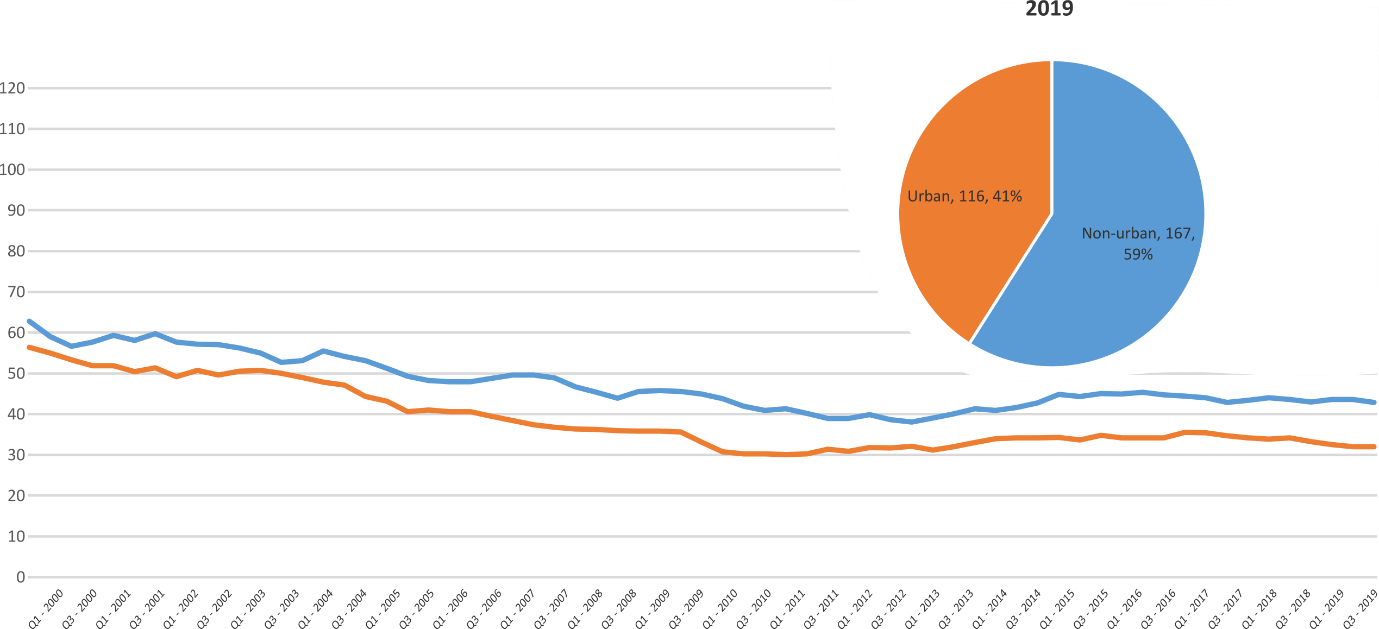 2019
120
110
100
90
80
70
60
50
40
30
20
10
0
Urban, 116, 41%
Non-urban, 167,
59%
Q1 - 2000
Q3 - 2000
Q1 - 2001
Q3 - 2001
Q1 - 2002
Q3 - 2002
Q1 - 2003
Q3 - 2003
Q1 - 2004
Q3 - 2004
Q1 - 2005
Q3 - 2005
Q1 - 2006
Q3 - 2006
Q1 - 2007
Q3 - 2007
Q1 - 2008
Q3 - 2008
Q1 - 2009
Q3 - 2009
Q1 - 2010
Q3 - 2010
Q1 - 2011
Q3 - 2011
Q1 - 2012
Q3 - 2012
Q1 - 2013
Q3 - 2013
Q1 - 2014
Q3 - 2014
Q1 - 2015
Q3 - 2015
Q1 - 2016
Q3 - 2016
Q1 - 2017
Q3 - 2017
Q1 - 2018
Q3 - 2018
Q1 - 2019
Q3 - 2019